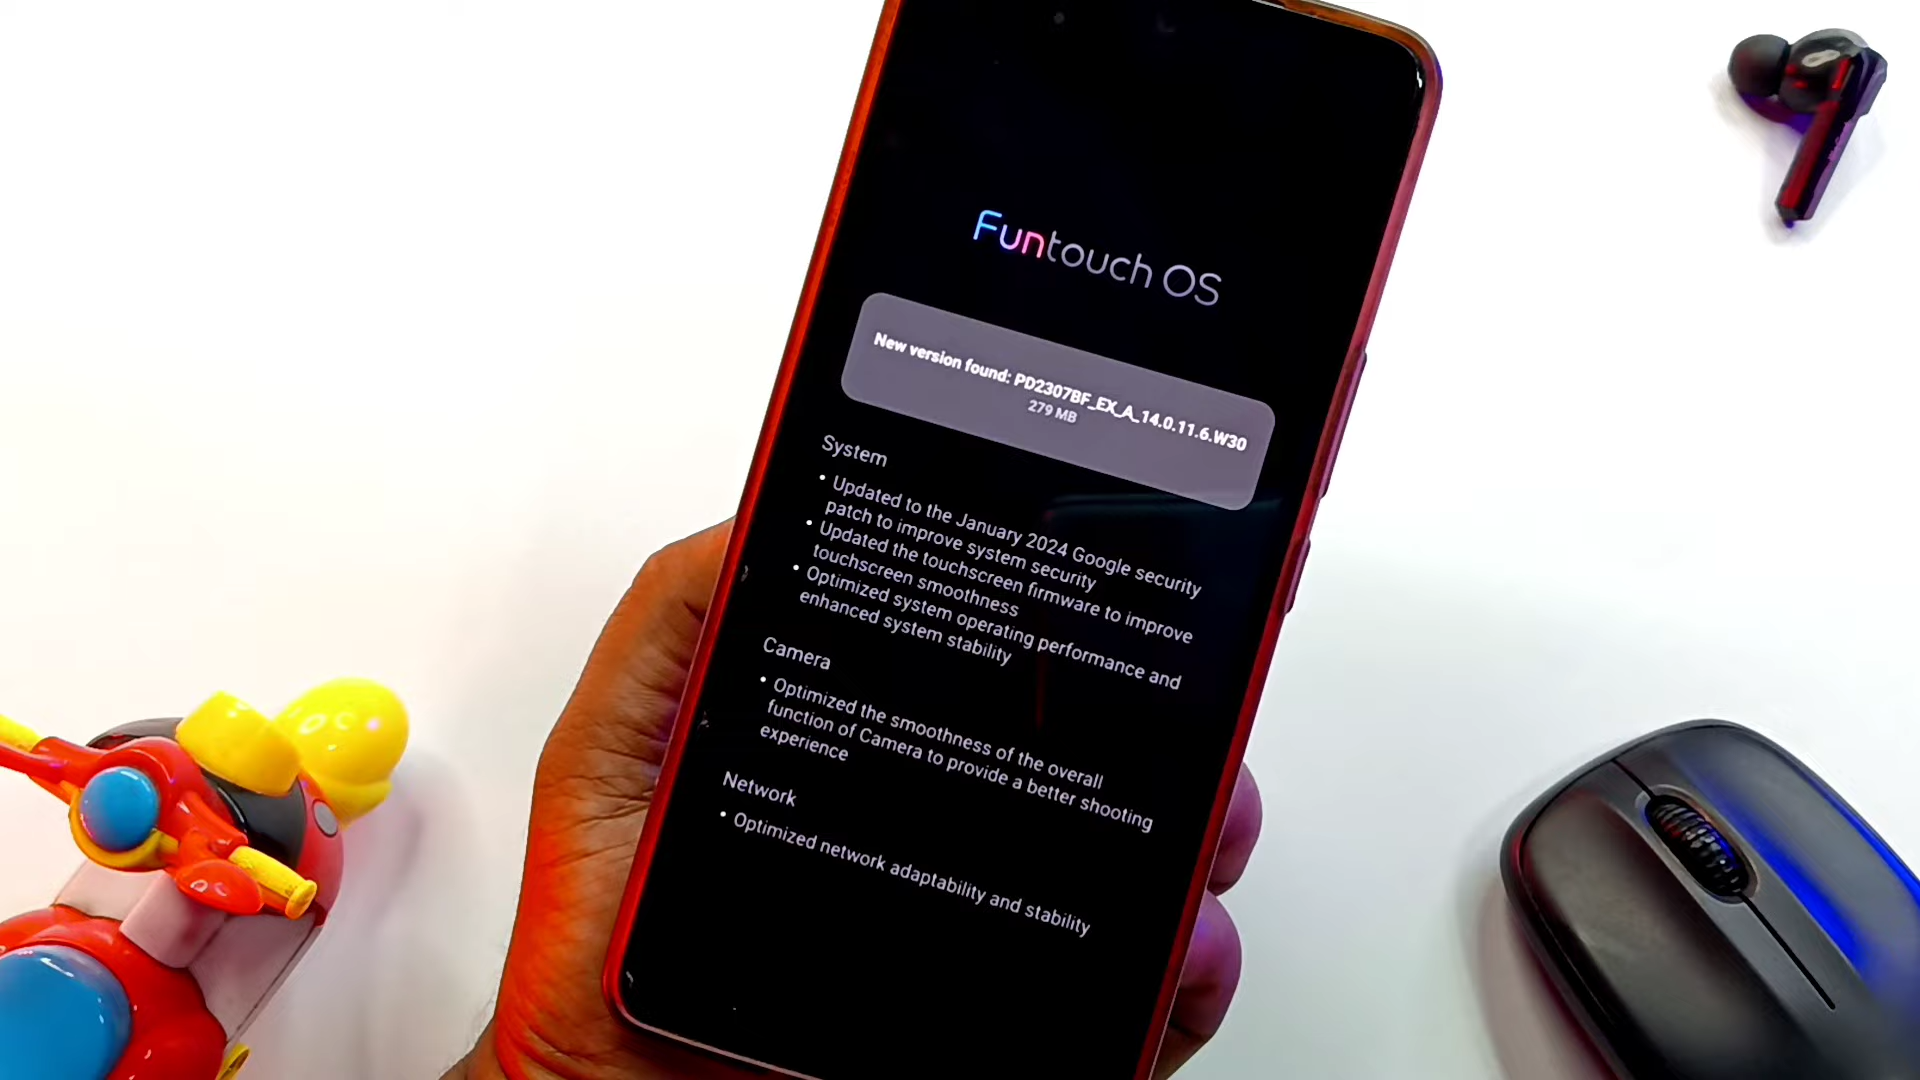 Funtouch OS
New version found: PD2307BF_EX_A_14.0.11.6.W30
279 MB
System
• Updated to the January 2024 Google security
patch to improve system security
• Updated the touchscreen firmware to improve
touchscreen smoothness
• Optimized system operating performance and
enhanced system stability
Camera
• Optimized the smoothness of the overall
function of Camera to provide a better shooting
experience
Network
• Optimized network adaptability and stability